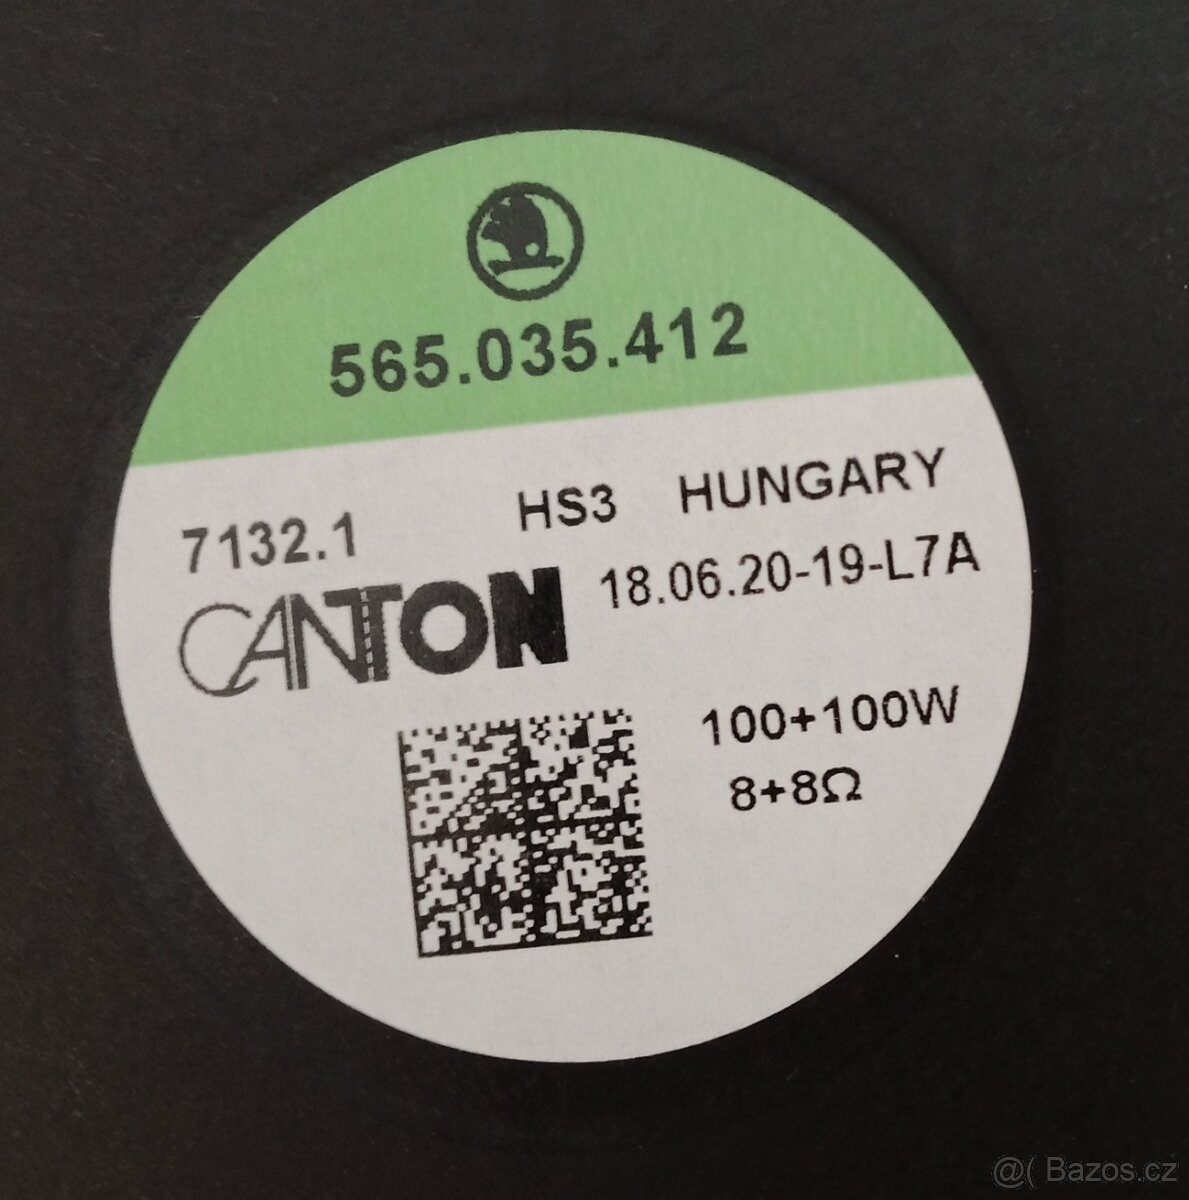 565.035.412
7132.1 HS3 HUNGARY
CANTON 18.06.20-19-L7A
100+100W
8+8Ω
@( Bazos.cz